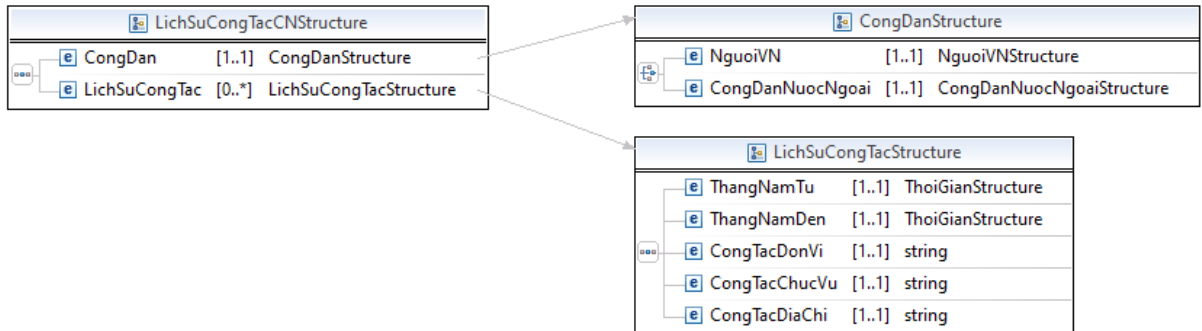 LichSuCongTacCNStructure
e CongDan [1..1] CongDanStructure
e LichSuCongTac [0..*] LichSuCongTacStructure
CongDanStructure
e NguoiVN [1..1] NguoiVNStructure
e CongDanNuocNgoai [1..1] CongDanNuocNgoaiStructure
LichSuCongTacStructure
e ThangNamTu [1..1] ThoiGianStructure
e ThangNamDen [1..1] ThoiGianStructure
e CongTacDonVi [1..1] string
e CongTacChucVu [1..1] string
e CongTacDiaChi [1..1] string